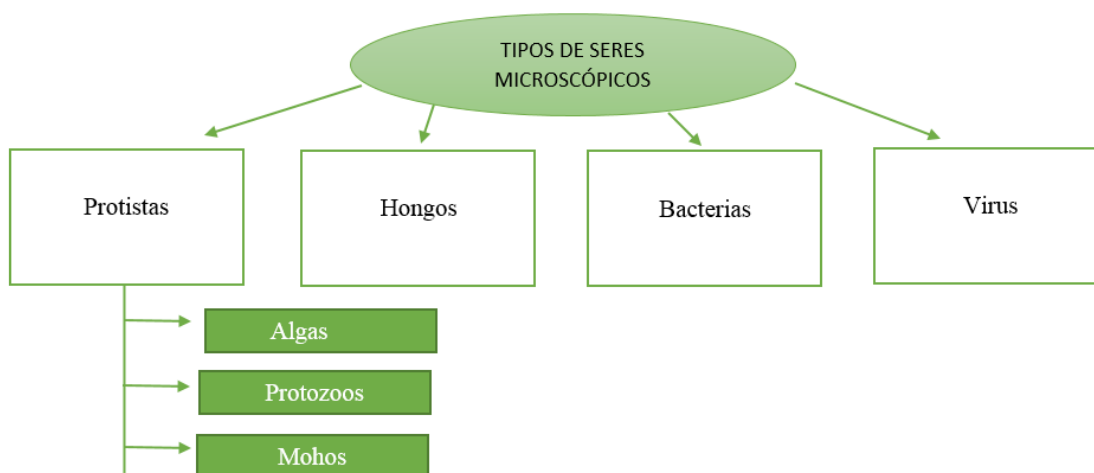 TIPOS DE SERES
MICROSCÓPICOS
Protistas
Hongos
Bacterias
Virus
Algas
Protozoos
Mohos